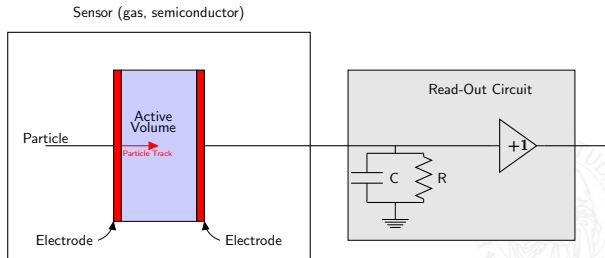 Sensor (gas, semiconductor)
Read-Out Circuit
Active
Volume
Particle
Particle Track
+1
C
R
Electrode
Electrode